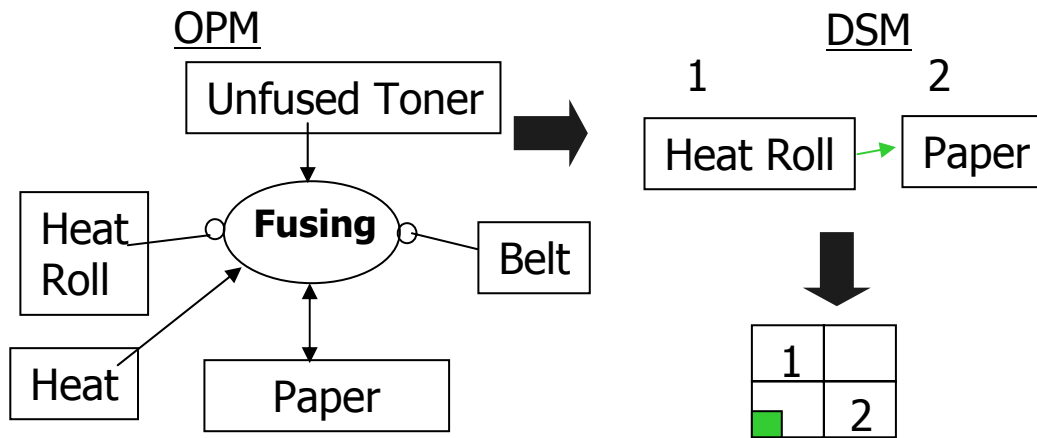 OPM
Unfused Toner
Heat
Roll
Fusing
Belt
Heat
Paper
DSM
1
2
Heat Roll
Paper
1
2